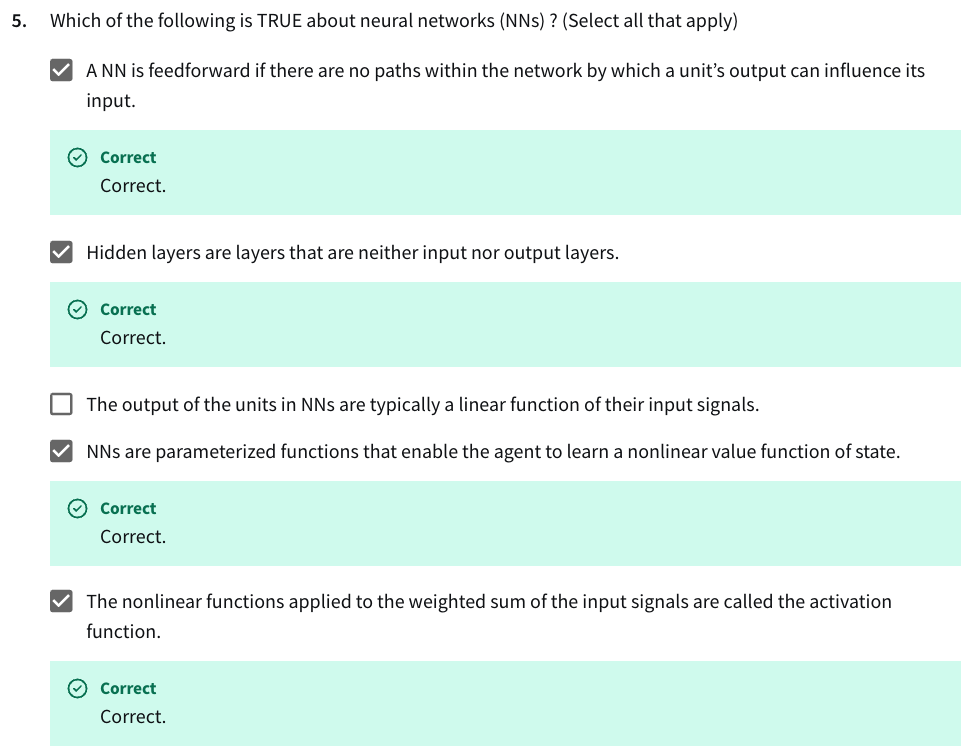 5. Which of the following is TRUE about neural networks (NNs) ? (Select all that apply)
A NN is feedforward if there are no paths within the network by which a unit's output can influence its
input.
Correct
Correct.
Hidden layers are layers that are neither input nor output layers.
Correct
Correct.
The output of the units in NNs are typically a linear function of their input signals.
NNs are parameterized functions that enable the agent to learn a nonlinear value function of state.
Correct
Correct.
The nonlinear functions applied to the weighted sum of the input signals are called the activation
function.
Correct
Correct.